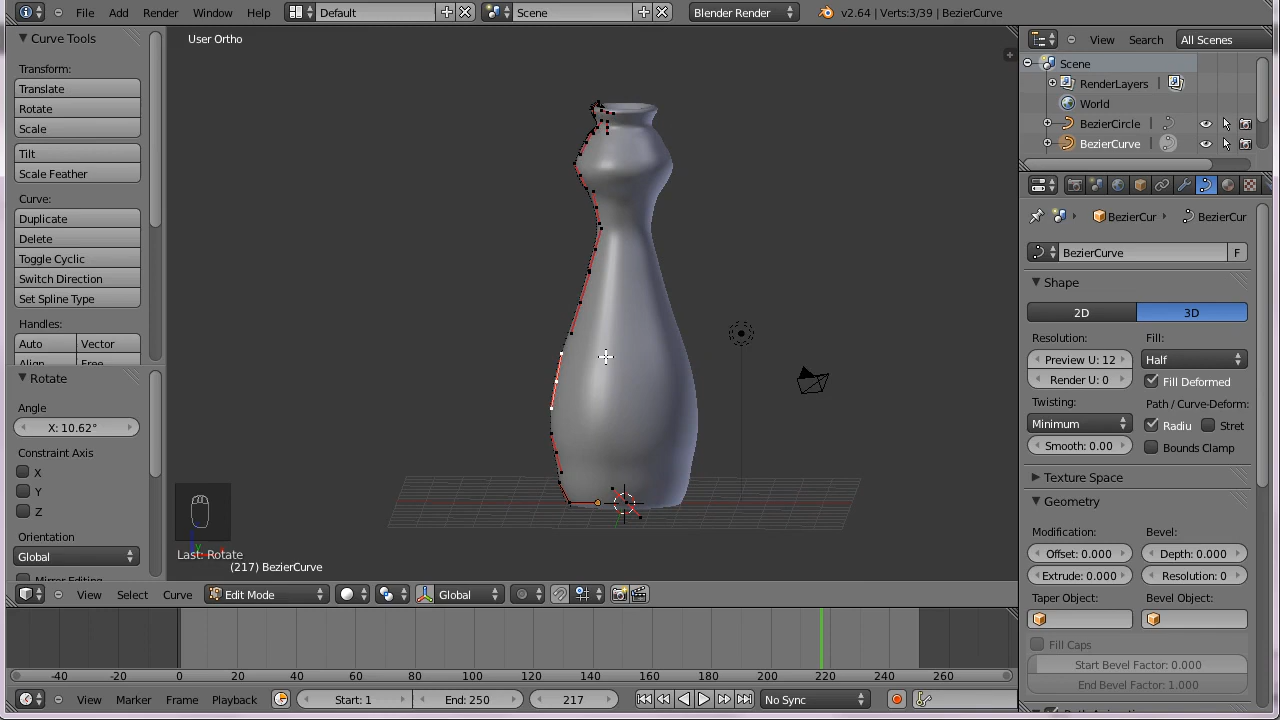 File Add Render Window Help Default Scene Blender Render v2.64 | Verts:3/39 | BezierCurve
Curve Tools
Transform:
Translate
Rotate
Scale
Tilt
Scale Feather
Curve:
Duplicate
Delete
Toggle Cyclic
Switch Direction
Set Spline Type
Handles:
Auto Vector
Align Free
Rotate
Angle
X: 10.62°
Constraint Axis
X
Y
Z
Orientation
Global
Mirror Editing
User Ortho
Last: Rotate
(217) BezierCurve
View Select Curve Edit Mode Global
-40 -20 0 20 40 60 80 100 120 140 160 180 200 220 240 260
View Marker Frame Playback Start: 1 End: 250 217 No Sync
View Search All Scenes
Scene
RenderLayers |
World
BezierCircle |
BezierCurve |
BezierCur BezierCur
BezierCurve F
Shape
2D 3D
Resolution: Fill:
Preview U: 12 Half
Render U: 0 Fill Deformed
Twisting: Path / Curve-Deform:
Minimum Radiu Stret
Smooth: 0.00 Bounds Clamp
Texture Space
Geometry
Modification: Bevel:
Offset: 0.000 Depth: 0.000
Extrude: 0.000 Resolution: 0
Taper Object: Bevel Object:
Fill Caps
Start Bevel Factor: 0.000
End Bevel Factor: 1.000
Path Animation